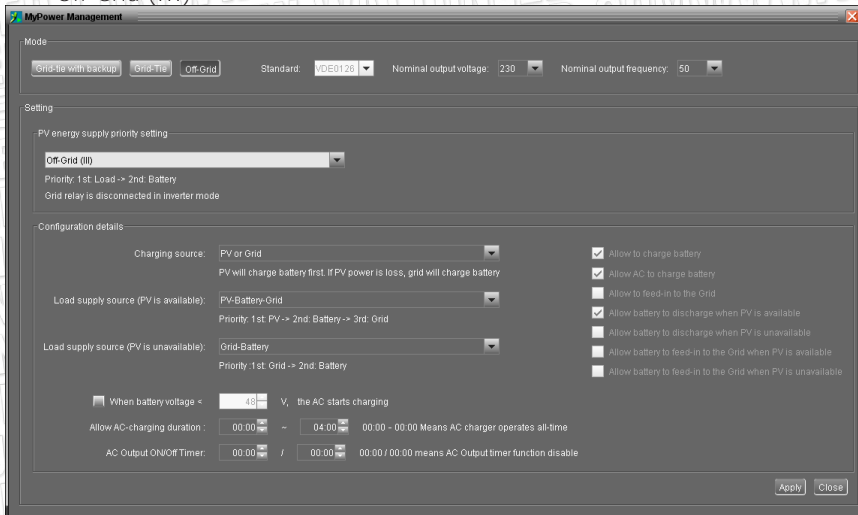 Off-Grid (III)
MyPower Management
Mode
Grid-tie with backup Grid-Tie Off-Grid Standard: VDE0126 Nominal output voltage: 230 Nominal output frequency: 50
Setting
PV energy supply priority setting
Off-Grid (III)
Priority: 1st: Load -> 2nd: Battery
Grid relay is disconnected in inverter mode
Configuration details
Charging source: PV or Grid
PV will charge battery first. If PV power is loss, grid will charge battery
Load supply source (PV is available): PV-Battery-Grid
Priority: 1st: PV -> 2nd: Battery -> 3rd: Grid
Load supply source (PV is unavailable): Grid-Battery
Priority :1st: Grid -> 2nd: Battery
Allow to charge battery
Allow AC to charge battery
Allow to feed-in to the Grid
Allow battery to discharge when PV is available
Allow battery to discharge when PV is unavailable
Allow battery to feed-in to the Grid when PV is available
Allow battery to feed-in to the Grid when PV is unavailable
When battery voltage < 48 V, the AC starts charging
Allow AC-charging duration : 00:00 – 04:00 00:00 - 00:00 Means AC charger operates all-time
AC Output ON/Off Timer: 00:00 / 00:00 00:00 / 00:00 means AC Output timer function disable
Apply Close